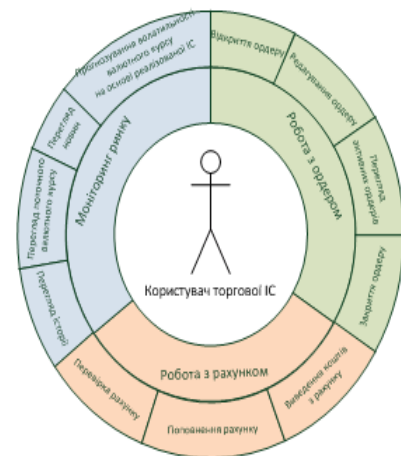 Прогнозування волатильності
валютного курсу
на основі реалізованої ІС
Відкриття ордеру
Редагування ордеру
Перегляд
активних ордерів
Закриття ордеру
Перегляд
новин
Моніторинг ринку
Робота з ордером
Перегляд поточного
валютного курсу
Користувач торгової ІС
Перегляд історії
Робота з рахунком
Перевірка рахунку
Поповнення рахунку
Виведення коштів
з рахунку